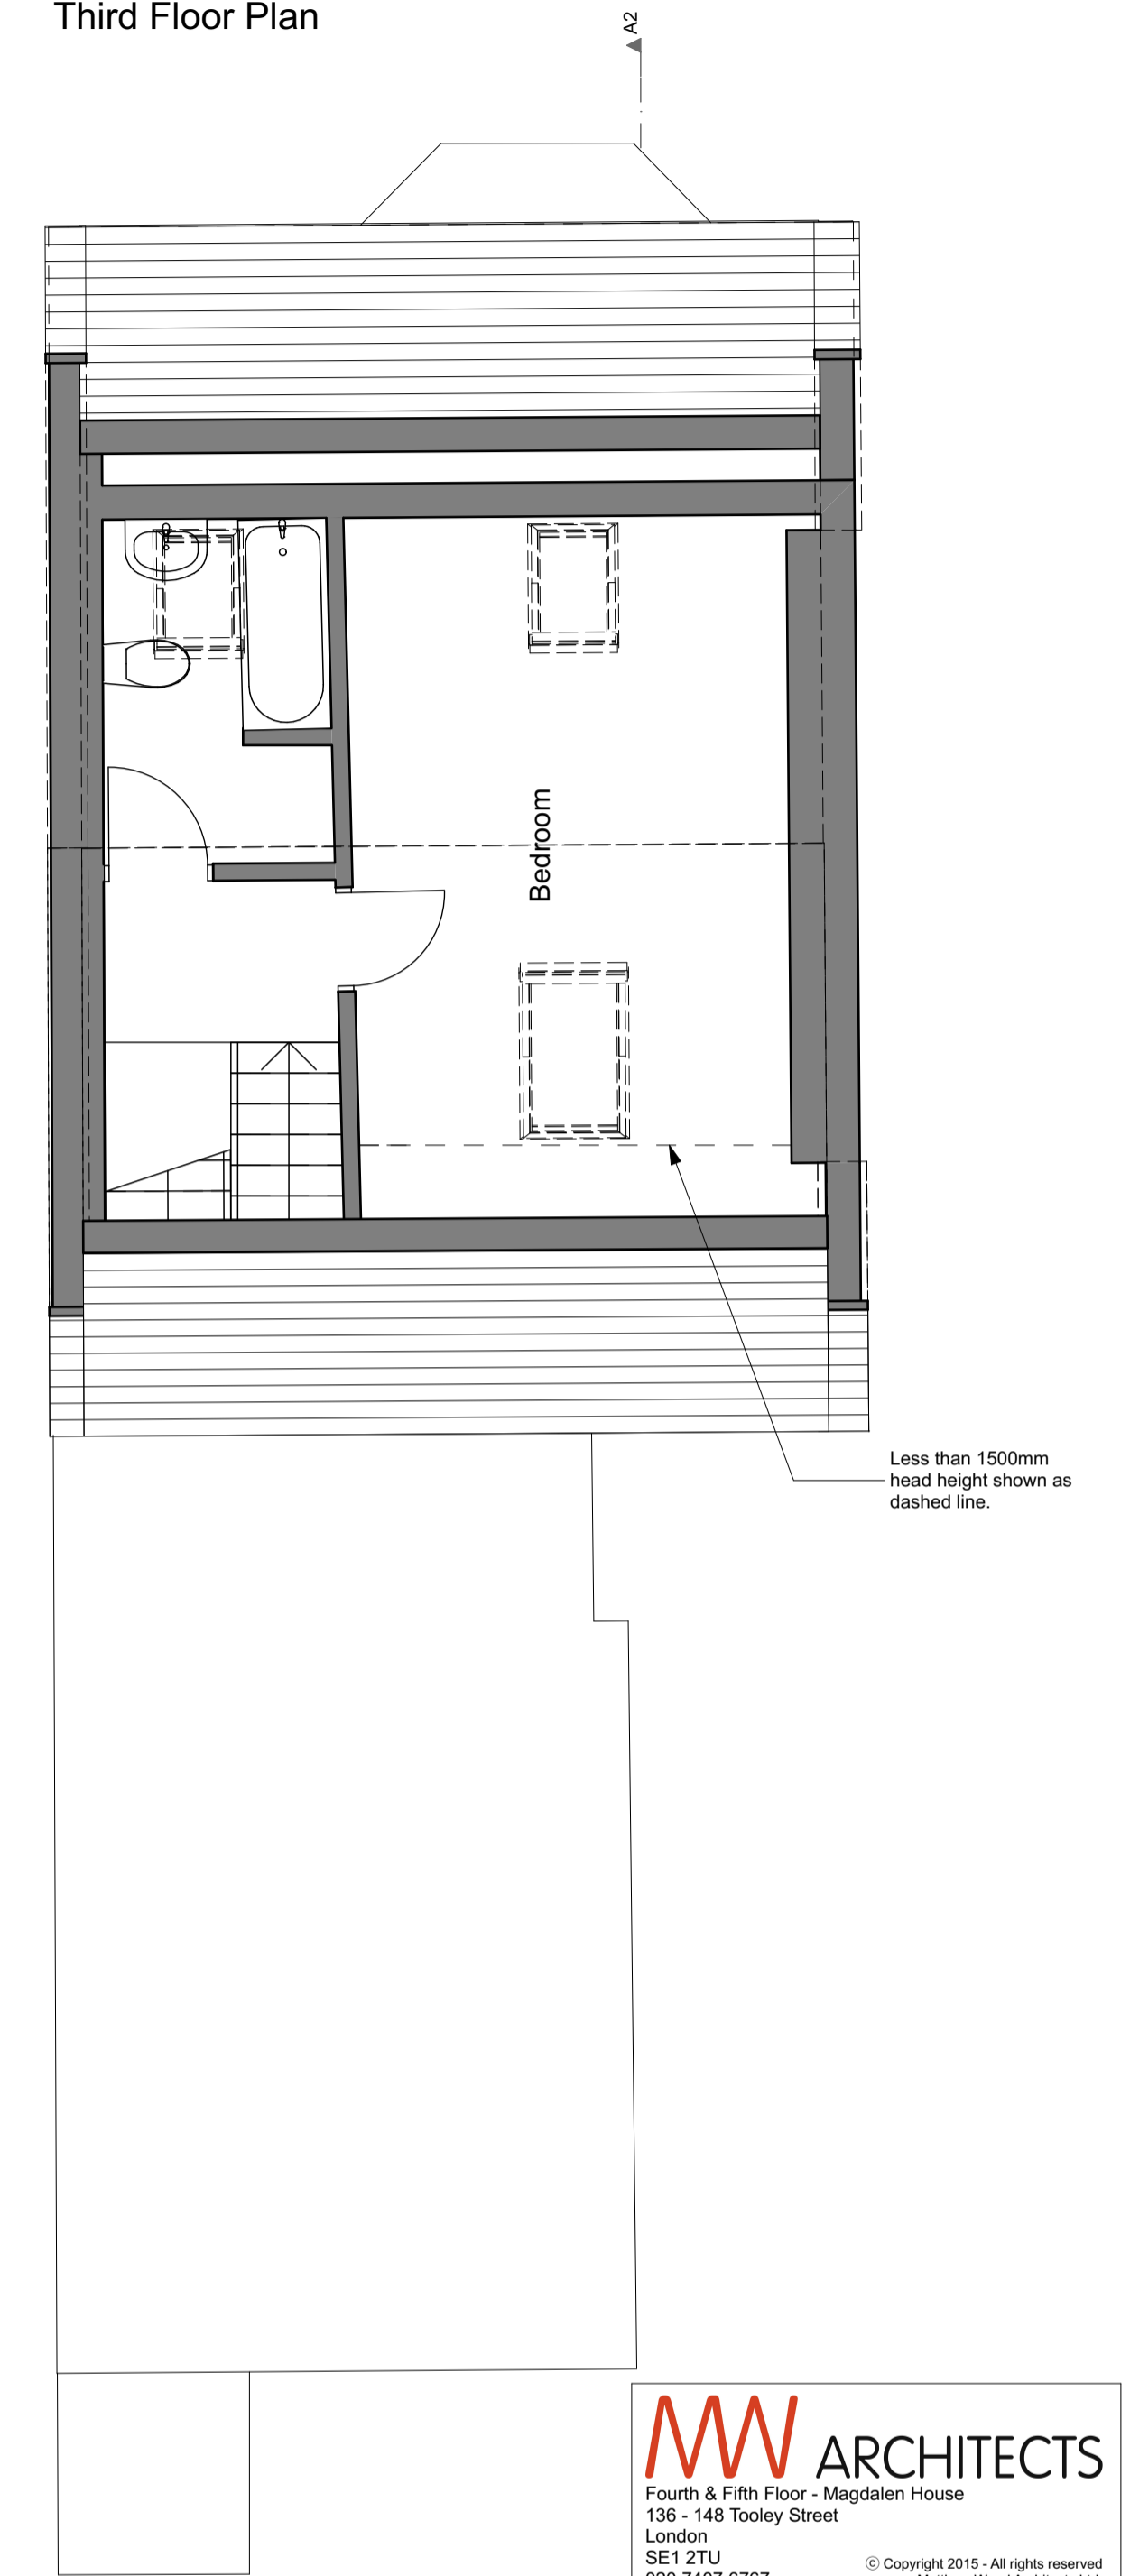 Third Floor Plan
A2
Bedroom
Less than 1500mm
head height shown as
dashed line.
MW ARCHITECTS
Fourth & Fifth Floor - Magdalen House
136 - 148 Tooley Street
London
SE1 2TU
© Copyright 2015 - All rights reserved